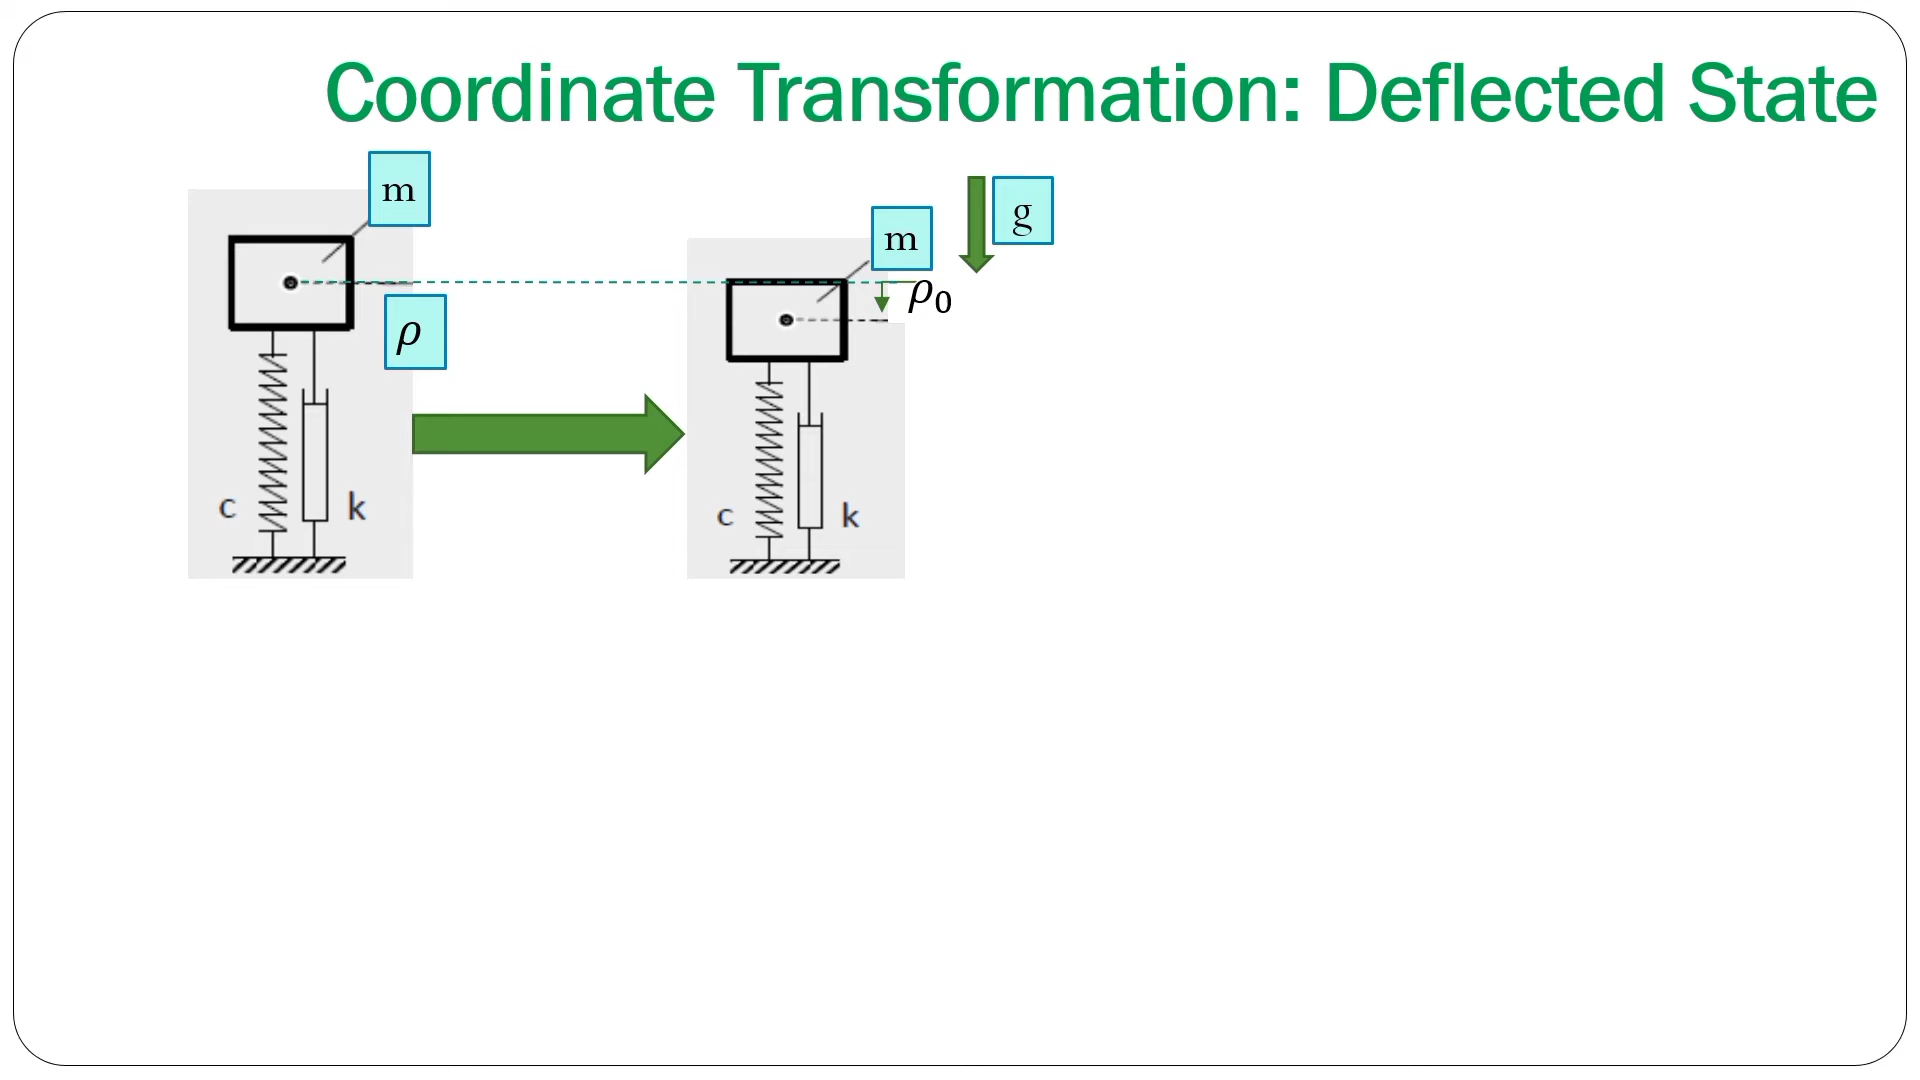 Coordinate Transformation: Deflected State
m
ρ
c
k
m
g
ρ₀
c
k